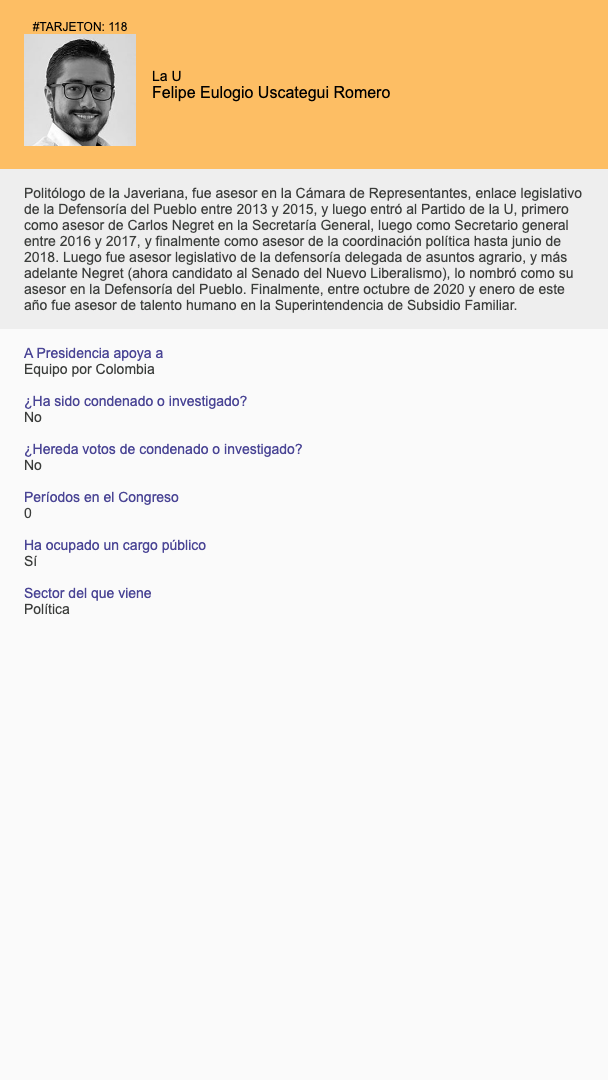 #TARJETON: 118
La U
Felipe Eulogio Uscategui Romero
Politólogo de la Javeriana, fue asesor en la Cámara de Representantes, enlace legislativo
de la Defensoría del Pueblo entre 2013 y 2015, y luego entró al Partido de la U, primero
como asesor de Carlos Negret en la Secretaría General, luego como Secretario general
entre 2016 y 2017, y finalmente como asesor de la coordinación política hasta junio de
2018. Luego fue asesor legislativo de la defensoría delegada de asuntos agrario, y más
adelante Negret (ahora candidato al Senado del Nuevo Liberalismo), lo nombró como su
asesor en la Defensoría del Pueblo. Finalmente, entre octubre de 2020 y enero de este
año fue asesor de talento humano en la Superintendencia de Subsidio Familiar.
A Presidencia apoya a
Equipo por Colombia
¿Ha sido condenado o investigado?
No
¿Hereda votos de condenado o investigado?
No
Períodos en el Congreso
0
Ha ocupado un cargo público
Sí
Sector del que viene
Política